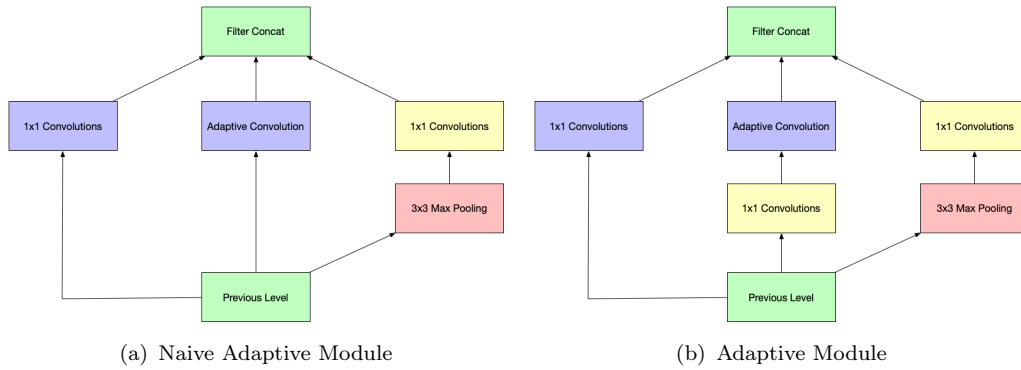 Filter Concat
1x1 Convolutions
Adaptive Convolution
1x1 Convolutions
3x3 Max Pooling
Previous Level
(a) Naive Adaptive Module
Filter Concat
1x1 Convolutions
Adaptive Convolution
1x1 Convolutions
1x1 Convolutions
3x3 Max Pooling
Previous Level
(b) Adaptive Module